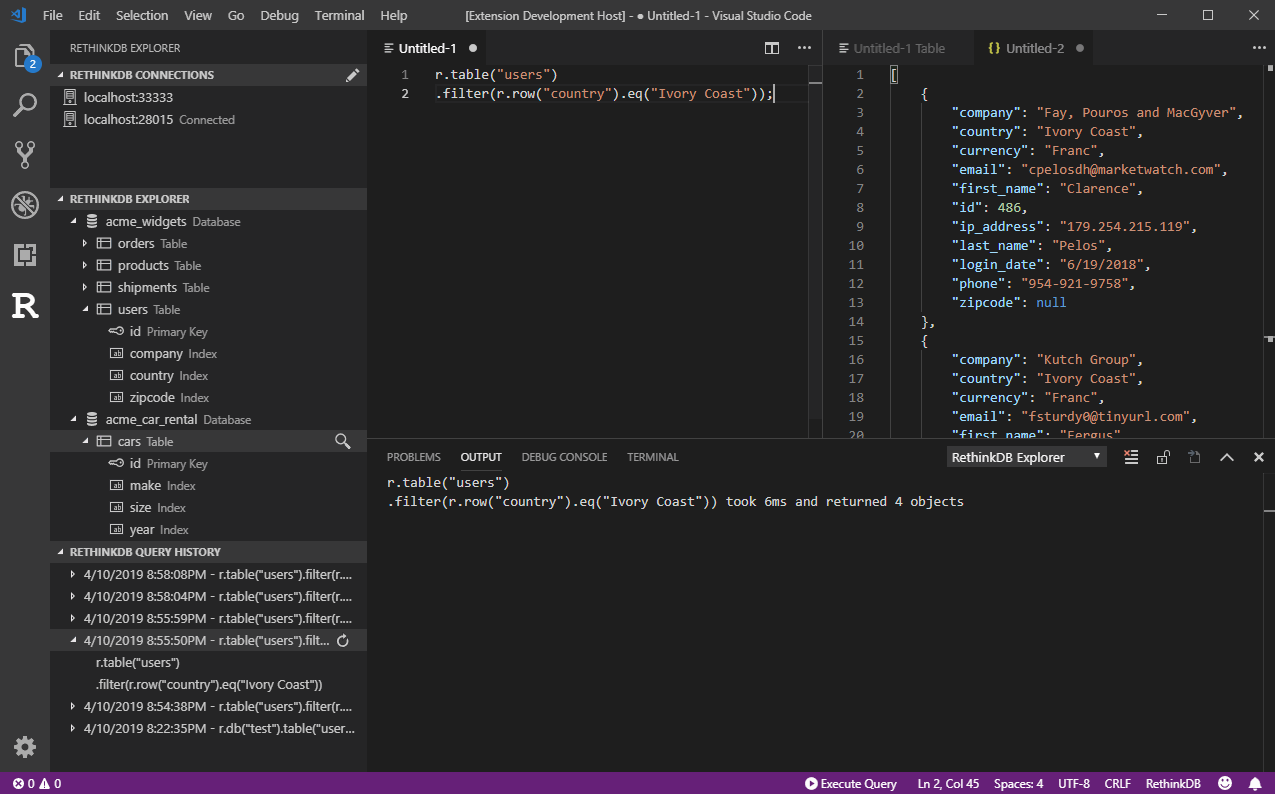 File Edit Selection View Go Debug Terminal Help [Extension Development Host] - ● Untitled-1 - Visual Studio Code
2
R
RETHINKDB EXPLORER
RETHINKDB CONNECTIONS
localhost:33333
localhost:28015 Connected
RETHINKDB EXPLORER
acme_widgets Database
orders Table
products Table
shipments Table
users Table
id Primary Key
company Index
country Index
zipcode Index
acme_car_rental Database
cars Table
id Primary Key
make Index
size Index
year Index
RETHINKDB QUERY HISTORY
4/10/2019 8:58:08PM - r.table("users").filter(r....
4/10/2019 8:58:04PM - r.table("users").filter(r....
4/10/2019 8:55:59PM - r.table("users").filter(r....
4/10/2019 8:55:50PM - r.table("users").filt...
r.table("users")
.filter(r.row("country").eq("Ivory Coast"))
4/10/2019 8:54:38PM - r.table("users").filter(r....
4/10/2019 8:22:35PM - r.db("test").table("user...
Untitled-1 ●
1 r.table("users")
2 .filter(r.row("country").eq("Ivory Coast"));
Untitled-1 Table {} Untitled-2 ●
1 [
2 {
3 "company": "Fay, Pouros and MacGyver",
4 "country": "Ivory Coast",
5 "currency": "Franc",
6 "email": "cpelosdh@marketwatch.com",
7 "first_name": "Clarence",
8 "id": 486,
9 "ip_address": "179.254.215.119",
10 "last_name": "Pelos",
11 "login_date": "6/19/2018",
12 "phone": "954-921-9758",
13 "zipcode": null
14 },
15 {
16 "company": "Kutch Group",
17 "country": "Ivory Coast",
18 "currency": "Franc",
19 "email": "fsturdy0@tinyurl.com",
20 "first_name": "Fergus"
PROBLEMS OUTPUT DEBUG CONSOLE TERMINAL RethinkDB Explorer
r.table("users")
.filter(r.row("country").eq("Ivory Coast")) took 6ms and returned 4 objects
0 0 Execute Query Ln 2, Col 45 Spaces: 4 UTF-8 CRLF RethinkDB